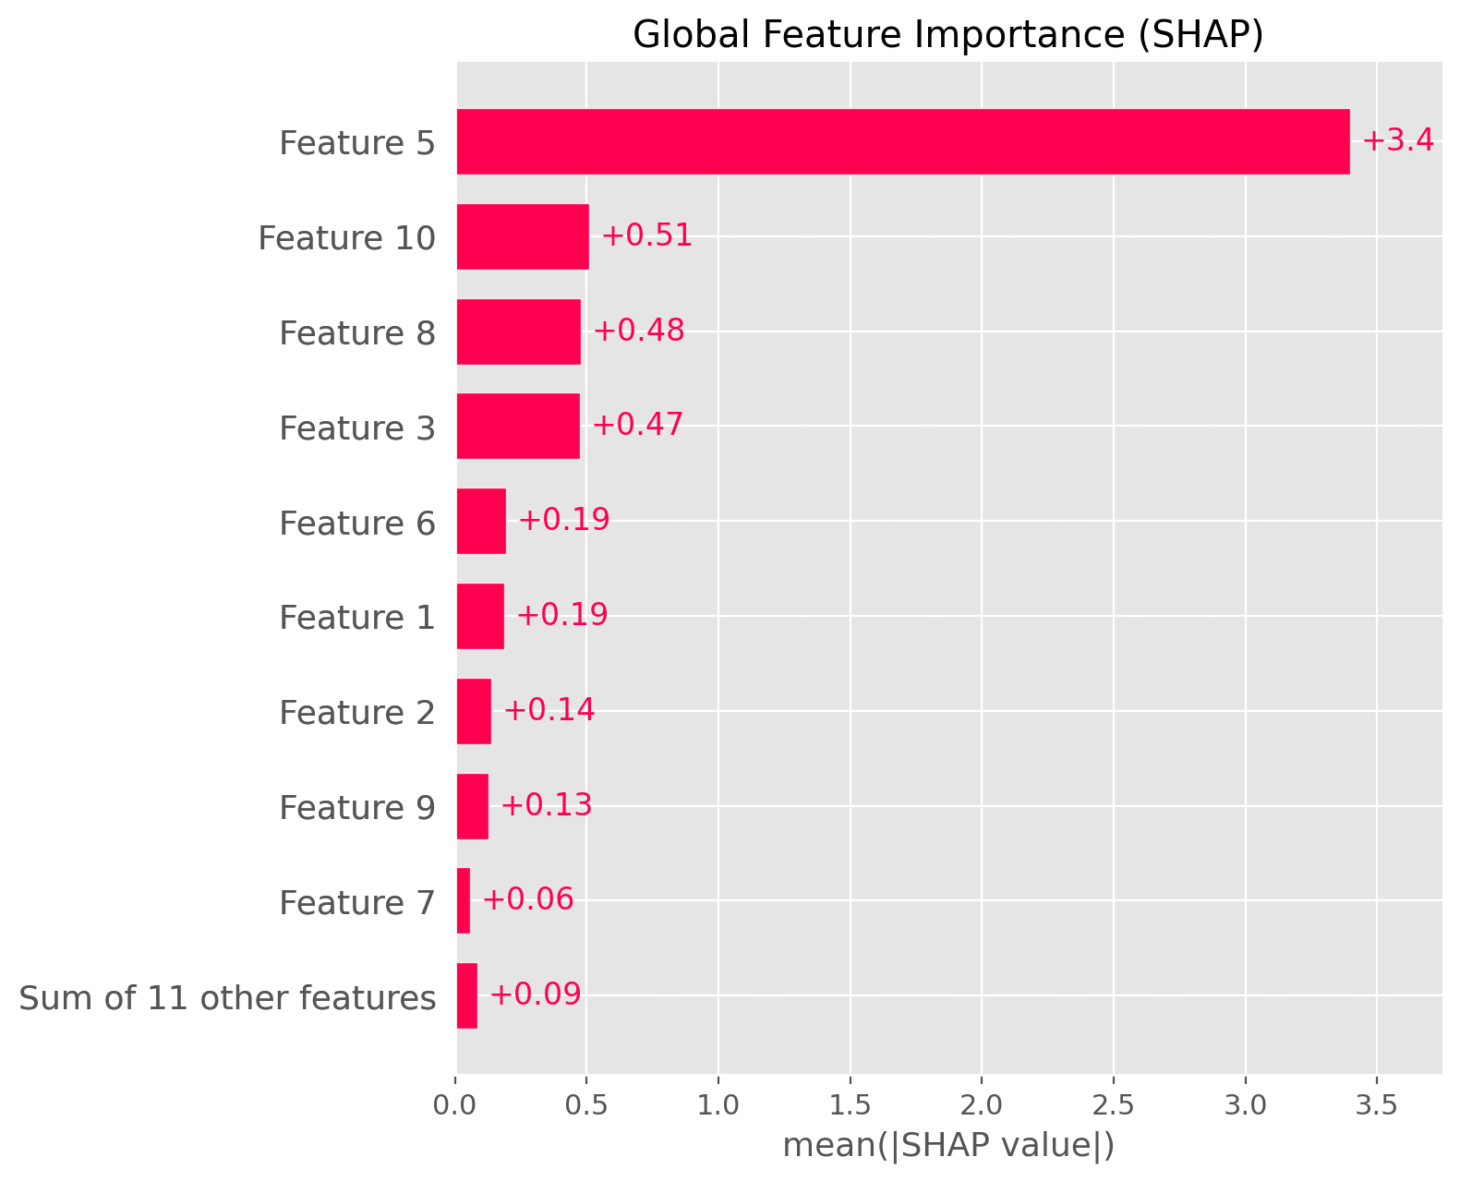 Global Feature Importance (SHAP)
Feature 5 +3.4
Feature 10 +0.51
Feature 8 +0.48
Feature 3 +0.47
Feature 6 +0.19
Feature 1 +0.19
Feature 2 +0.14
Feature 9 +0.13
Feature 7 +0.06
Sum of 11 other features +0.09
0.0 0.5 1.0 1.5 2.0 2.5 3.0 3.5
mean(|SHAP value|)